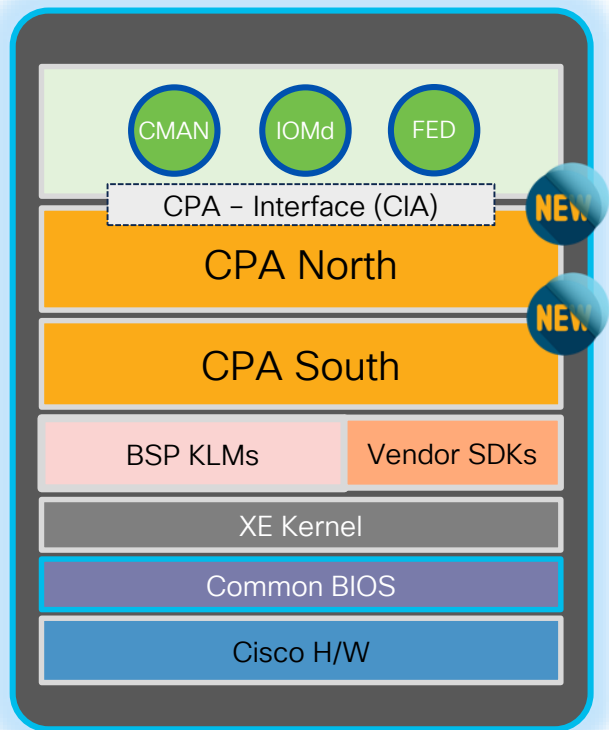 CMAN IOMd FED
CPA – Interface (CIA)
NEW
CPA North
NEW
CPA South
BSP KLMs Vendor SDKs
XE Kernel
Common BIOS
Cisco H/W